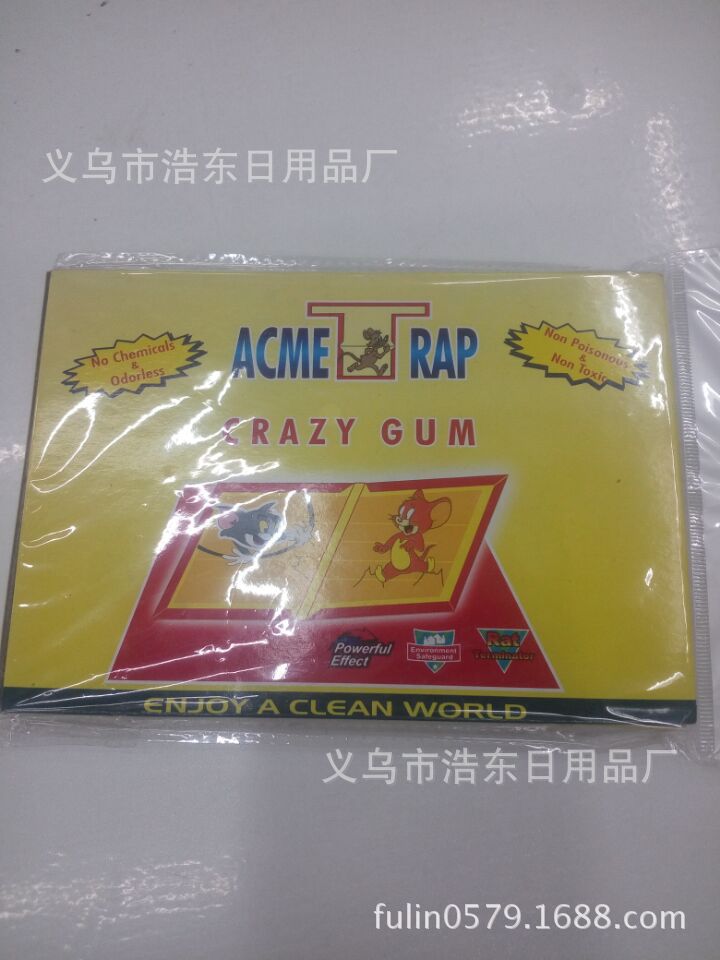 义乌市浩东日用品厂
No Chemicals
&
Odorless
ACME TRAP
Non Poisonous
&
Non Toxic
CRAZY GUM
Powerful
Effect
Environment
Safeguard
Rat
Terminator
ENJOY A CLEAN WORLD
义乌市浩东日用品厂
fulin0579.1688.com